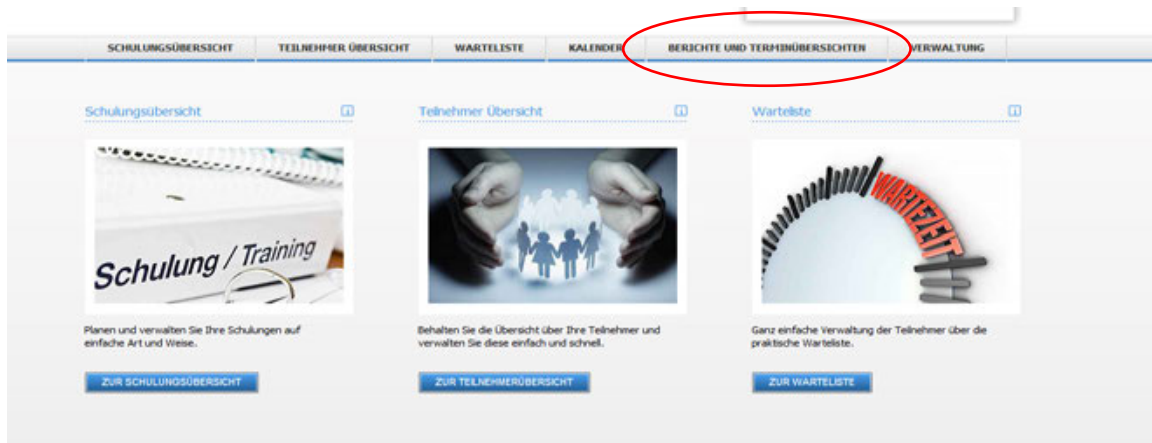 SCHULUNGSÜBERSICHT TEILNEHMER ÜBERSICHT WARTELISTE KALENDER BERICHTE UND TERMINÜBERSICHTEN VERWALTUNG
Schulungsübersicht
Schulung / Training
Planen und verwalten Sie Ihre Schulungen auf
einfache Art und Weise.
ZUR SCHULUNGSÜBERSICHT
Teilnehmer Übersicht
Behalten Sie die Übersicht über Ihre Teilnehmer und
verwalten Sie diese einfach und schnell.
ZUR TEILNEHMERÜBERSICHT
Warteliste
WARTEZEIT
Ganz einfache Verwaltung der Teilnehmer über die
praktische Warteliste.
ZUR WARTELISTE